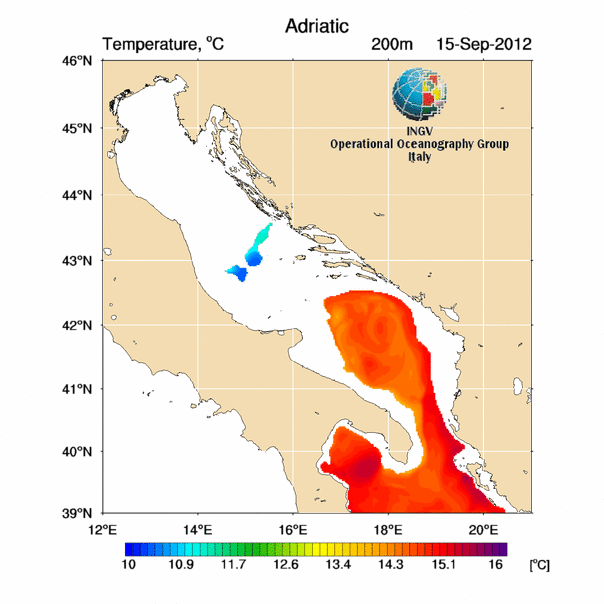 Adriatic
Temperature, °C 200m 15-Sep-2012
46°N
INGV
Operational Oceanography Group
Italy
45°N
44°N
43°N
42°N
41°N
40°N
39°N
12°E 14°E 16°E 18°E 20°E
10 10.9 11.7 12.6 13.4 14.3 15.1 16 [°C]